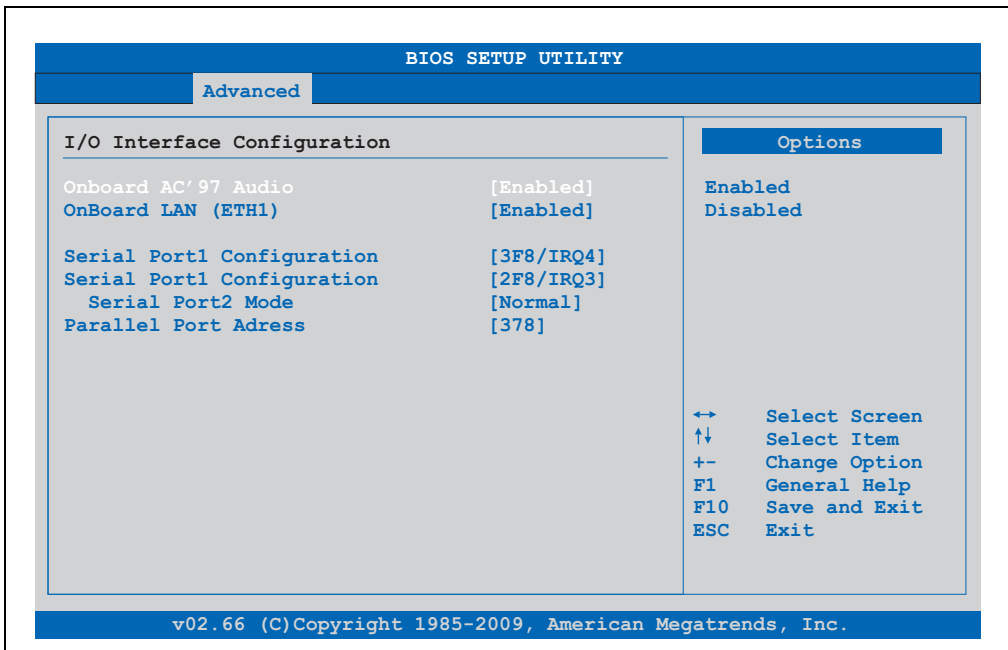 BIOS SETUP UTILITY
Advanced
I/O Interface Configuration
Onboard AC'97 Audio [Enabled]
OnBoard LAN (ETH1) [Enabled]
Serial Port1 Configuration [3F8/IRQ4]
Serial Port1 Configuration [2F8/IRQ3]
Serial Port2 Mode [Normal]
Parallel Port Adress [378]
Options
Enabled
Disabled
↔ Select Screen
↑↓ Select Item
+- Change Option
F1 General Help
F10 Save and Exit
ESC Exit
v02.66 (C)Copyright 1985-2009, American Megatrends, Inc.